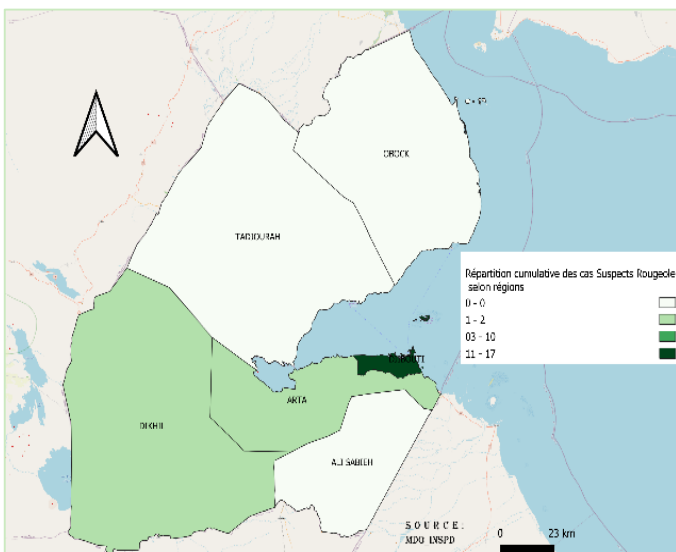 OBOCK
TADJOURAH
Répartition cumulative des cas Suspects Rougeole
selon régions
0 - 0
1 - 2
03 - 10
11 - 17
DJIBOUTI
ARTA
DIKHIL
ALI SABIEH
SOURCE:
MDO INSPD
0 23 km